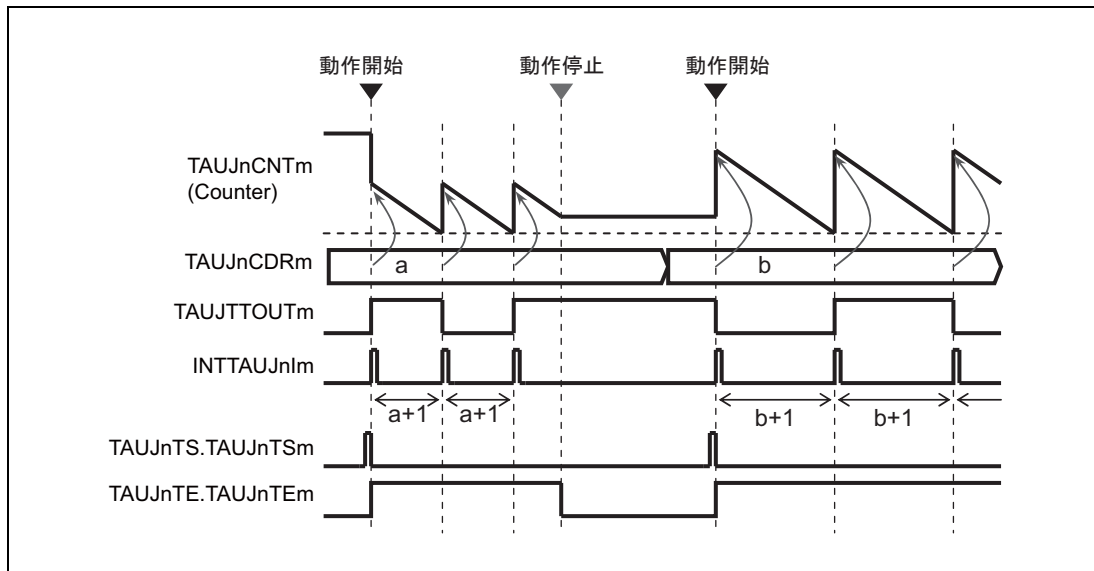 動作開始
動作停止
動作開始
TAUJnCNTm
(Counter)
TAUJnCDRm
a
b
TAUJTTOUTm
INTTAUJnIm
a+1
a+1
b+1
b+1
TAUJnTS.TAUJnTSm
TAUJnTE.TAUJnTEm